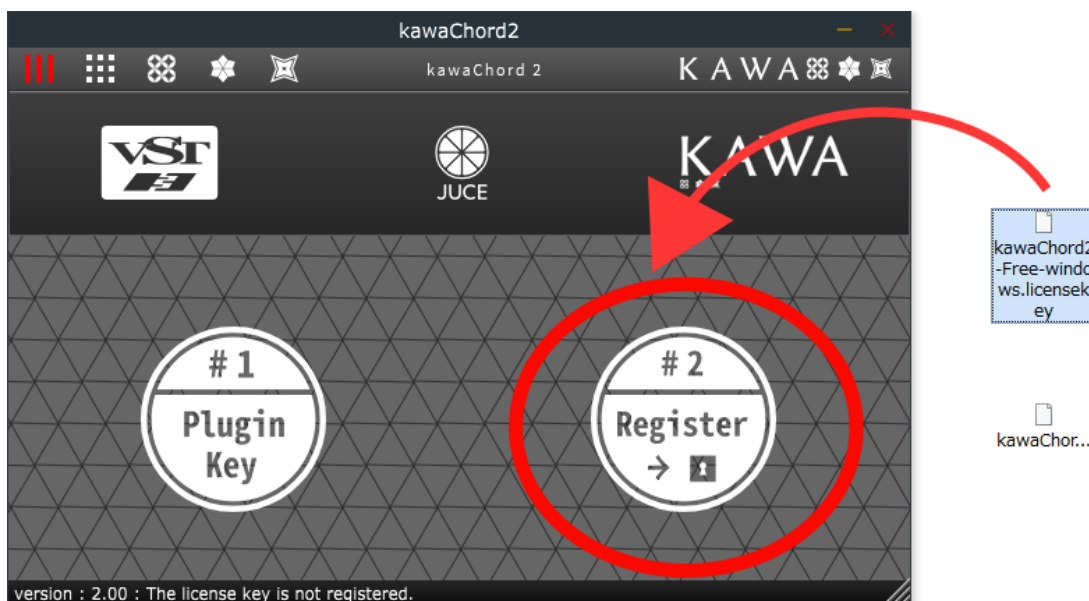 kawaChord2
kawaChord 2
KAWA
VST
JUCE
KAWA
kawaChord2
-Free-windo
ws.licensek
ey
# 1
Plugin
Key
# 2
Register
kawaChor...
version : 2.00 : The license key is not registered.